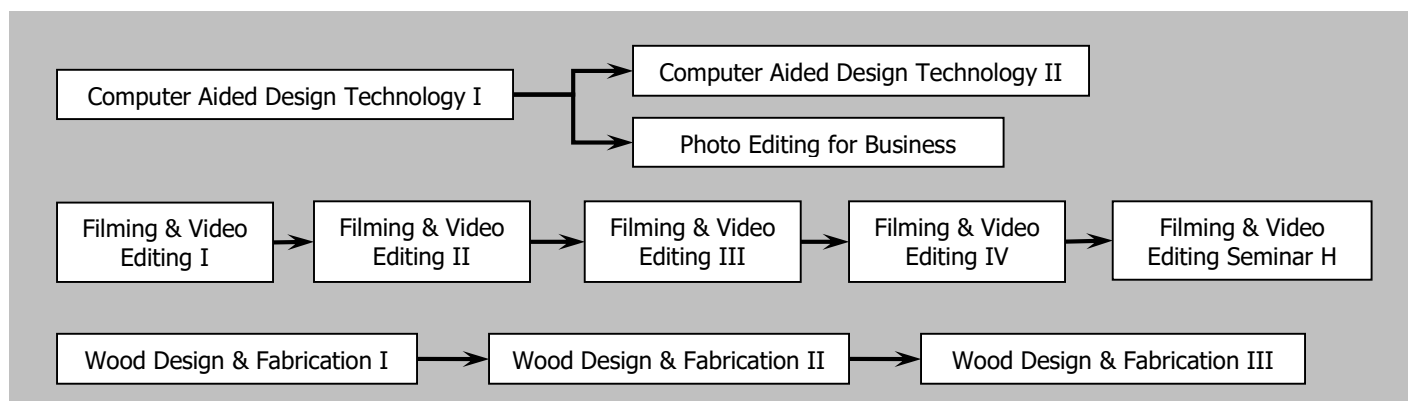 Computer Aided Design Technology I
Computer Aided Design Technology II
Photo Editing for Business
Filming & Video
Editing I
Filming & Video
Editing II
Filming & Video
Editing III
Filming & Video
Editing IV
Filming & Video
Editing Seminar H
Wood Design & Fabrication I
Wood Design & Fabrication II
Wood Design & Fabrication III